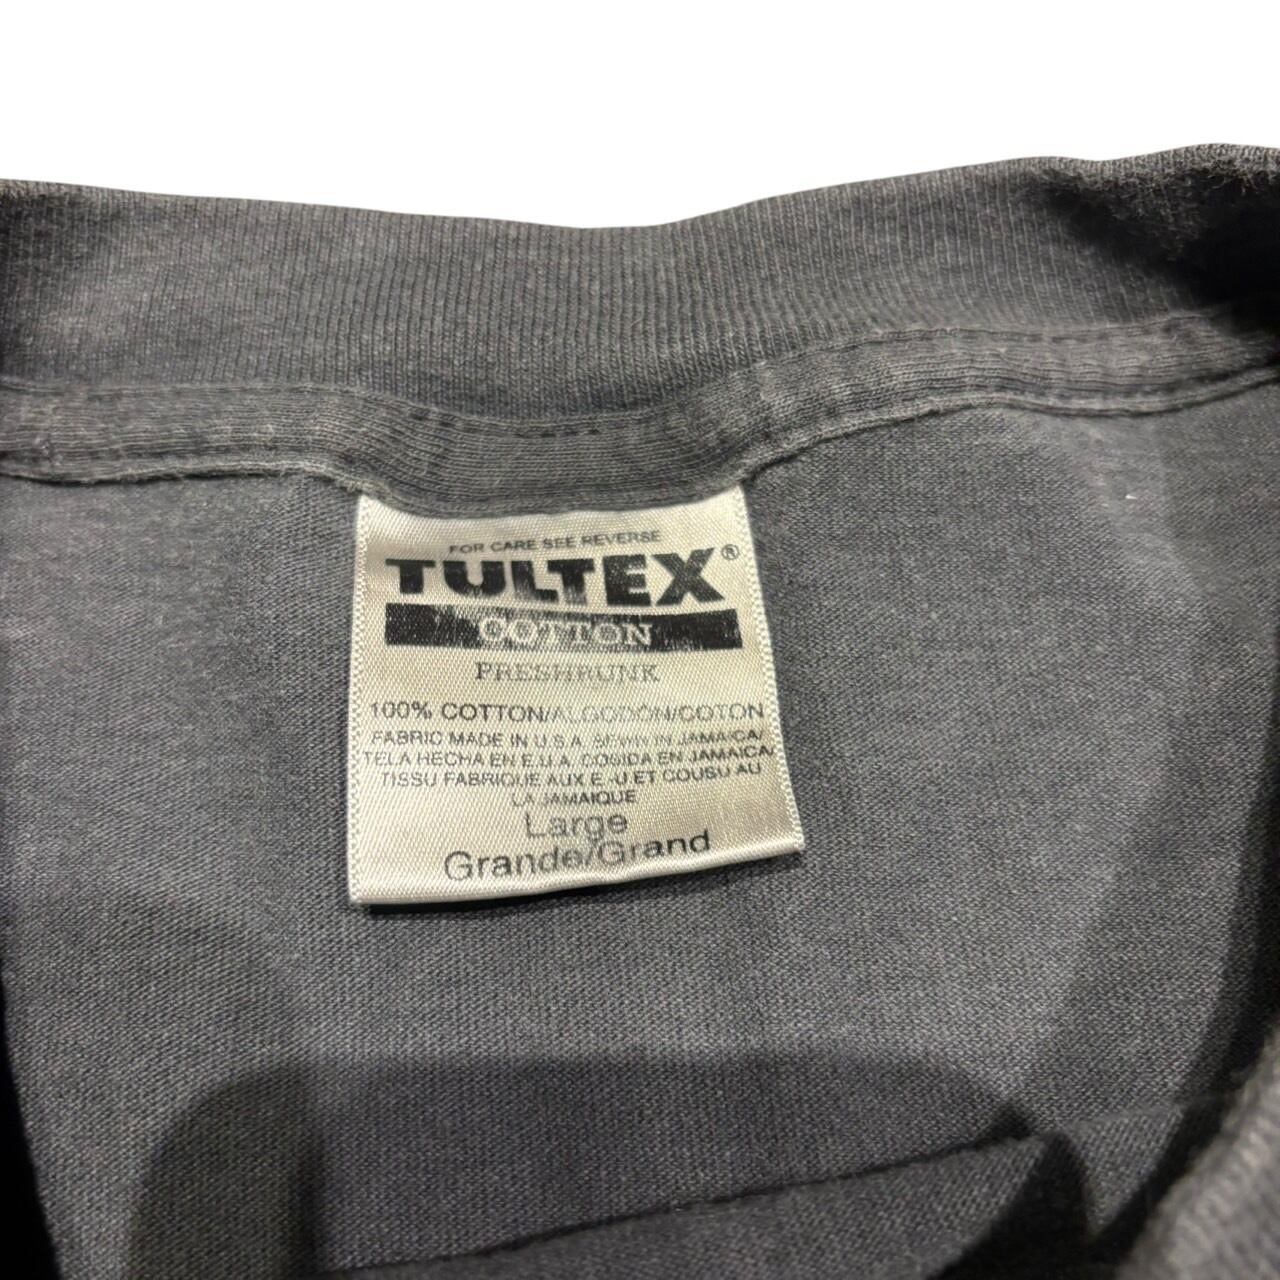 FOR CARE SEE REVERSE
TULTEX®
COTTON
PRESHRUNK
100% COTTON/ALGODÓN/COTON
FABRIC MADE IN U.S.A. SEWN IN JAMAICA/
TELA HECHA EN E.U.A. COSIDA EN JAMAICA/
TISSU FABRIQUE AUX E.-U ET COUSU AU
LA JAMAIQUE
Large
Grande/Grand